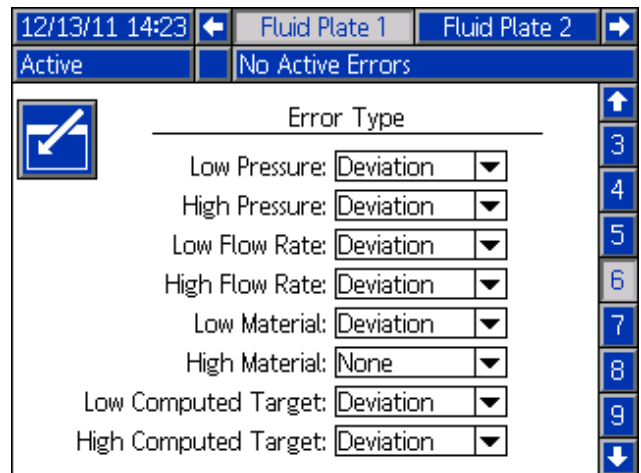 12/13/11 14:23 Fluid Plate 1 Fluid Plate 2
Active No Active Errors
Error Type
Low Pressure: Deviation
High Pressure: Deviation
Low Flow Rate: Deviation
High Flow Rate: Deviation
Low Material: Deviation
High Material: None
Low Computed Target: Deviation
High Computed Target: Deviation
3
4
5
6
7
8
9